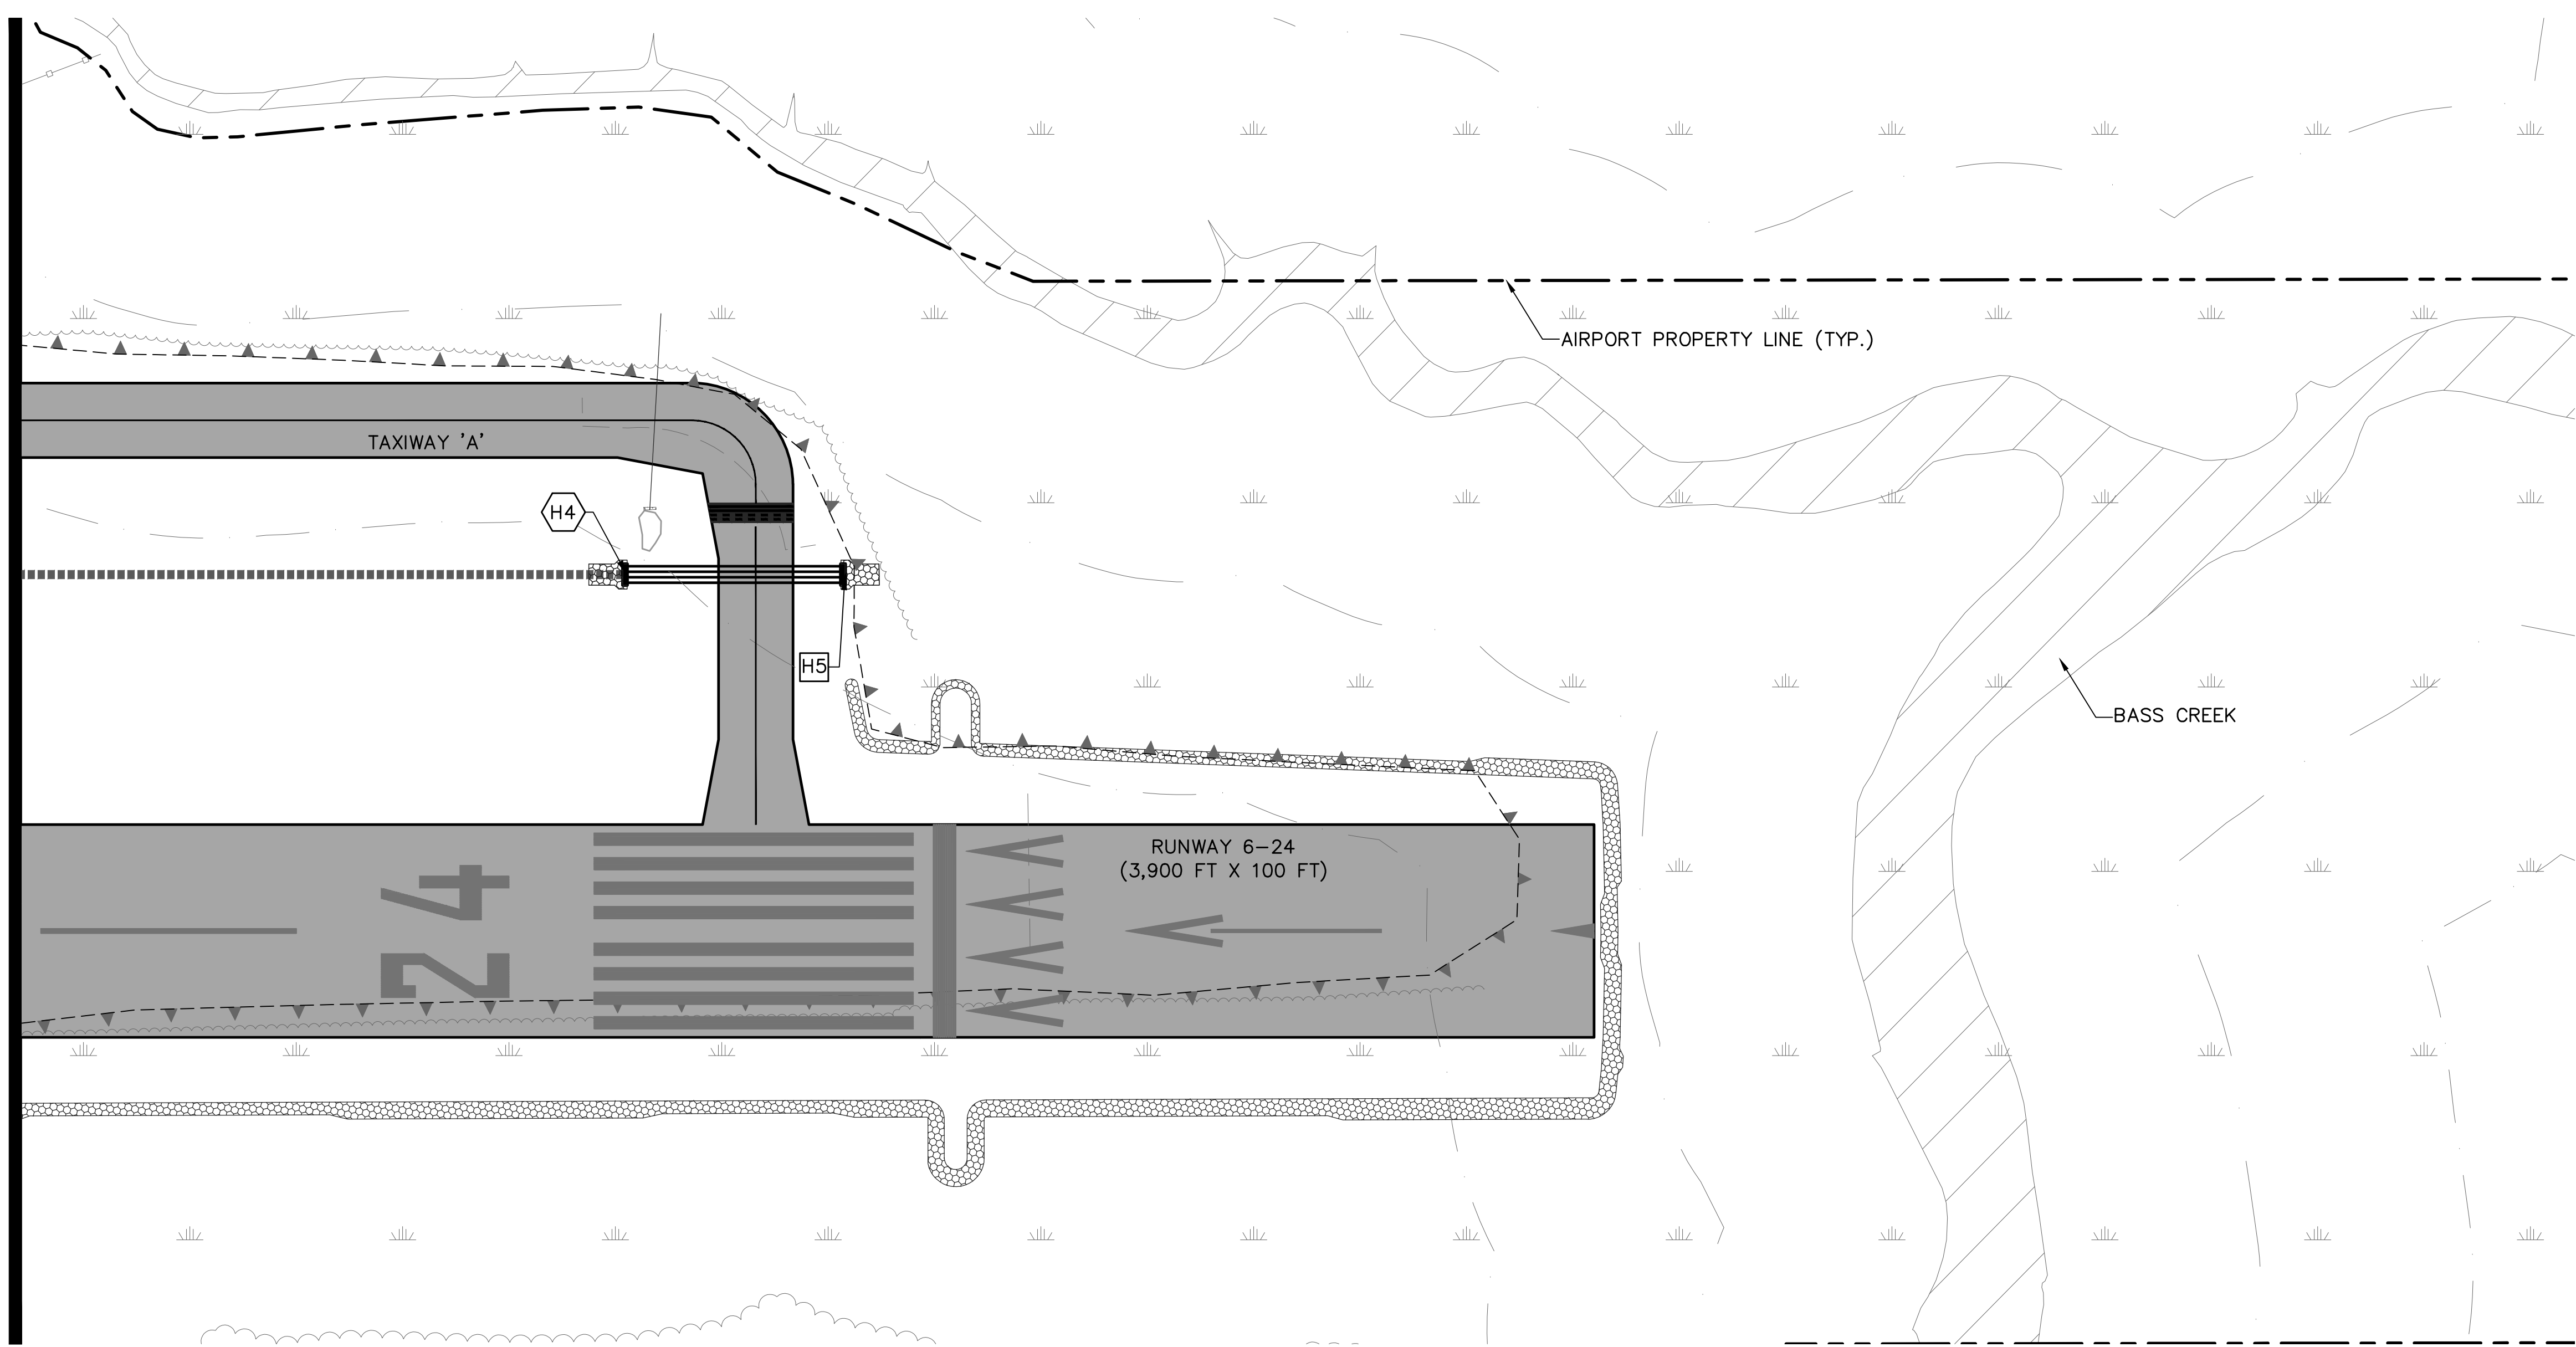 AIRPORT PROPERTY LINE (TYP.)
TAXIWAY 'A'
H4
H5
BASS CREEK
RUNWAY 6-24
(3,900 FT X 100 FT)
24